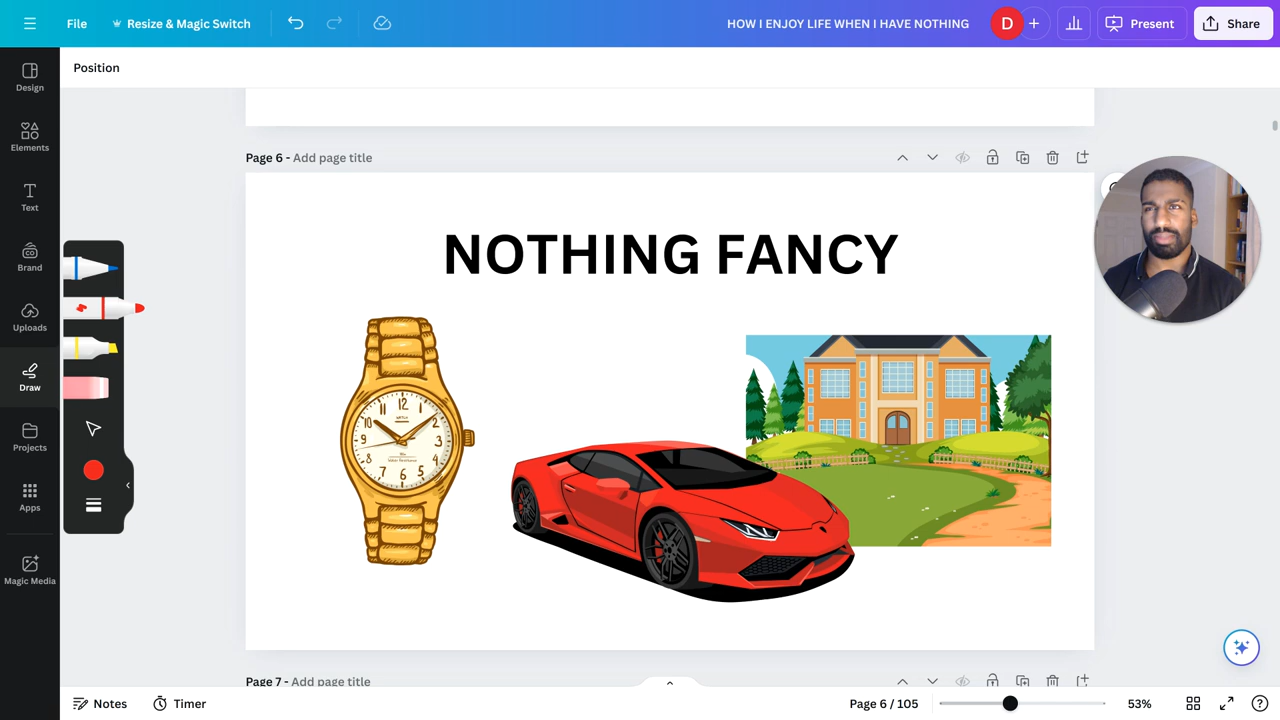 File
Resize & Magic Switch
HOW I ENJOY LIFE WHEN I HAVE NOTHING
D
Present
Share
Position
Design
Elements
Text
Brand
Uploads
Draw
Projects
Apps
Magic Media
Page 6 - Add page title
NOTHING FANCY
12
1
2
3
4
5
6
7
8
9
10
Page 7 - Add page title
Notes
Timer
Page 6 / 105
53%